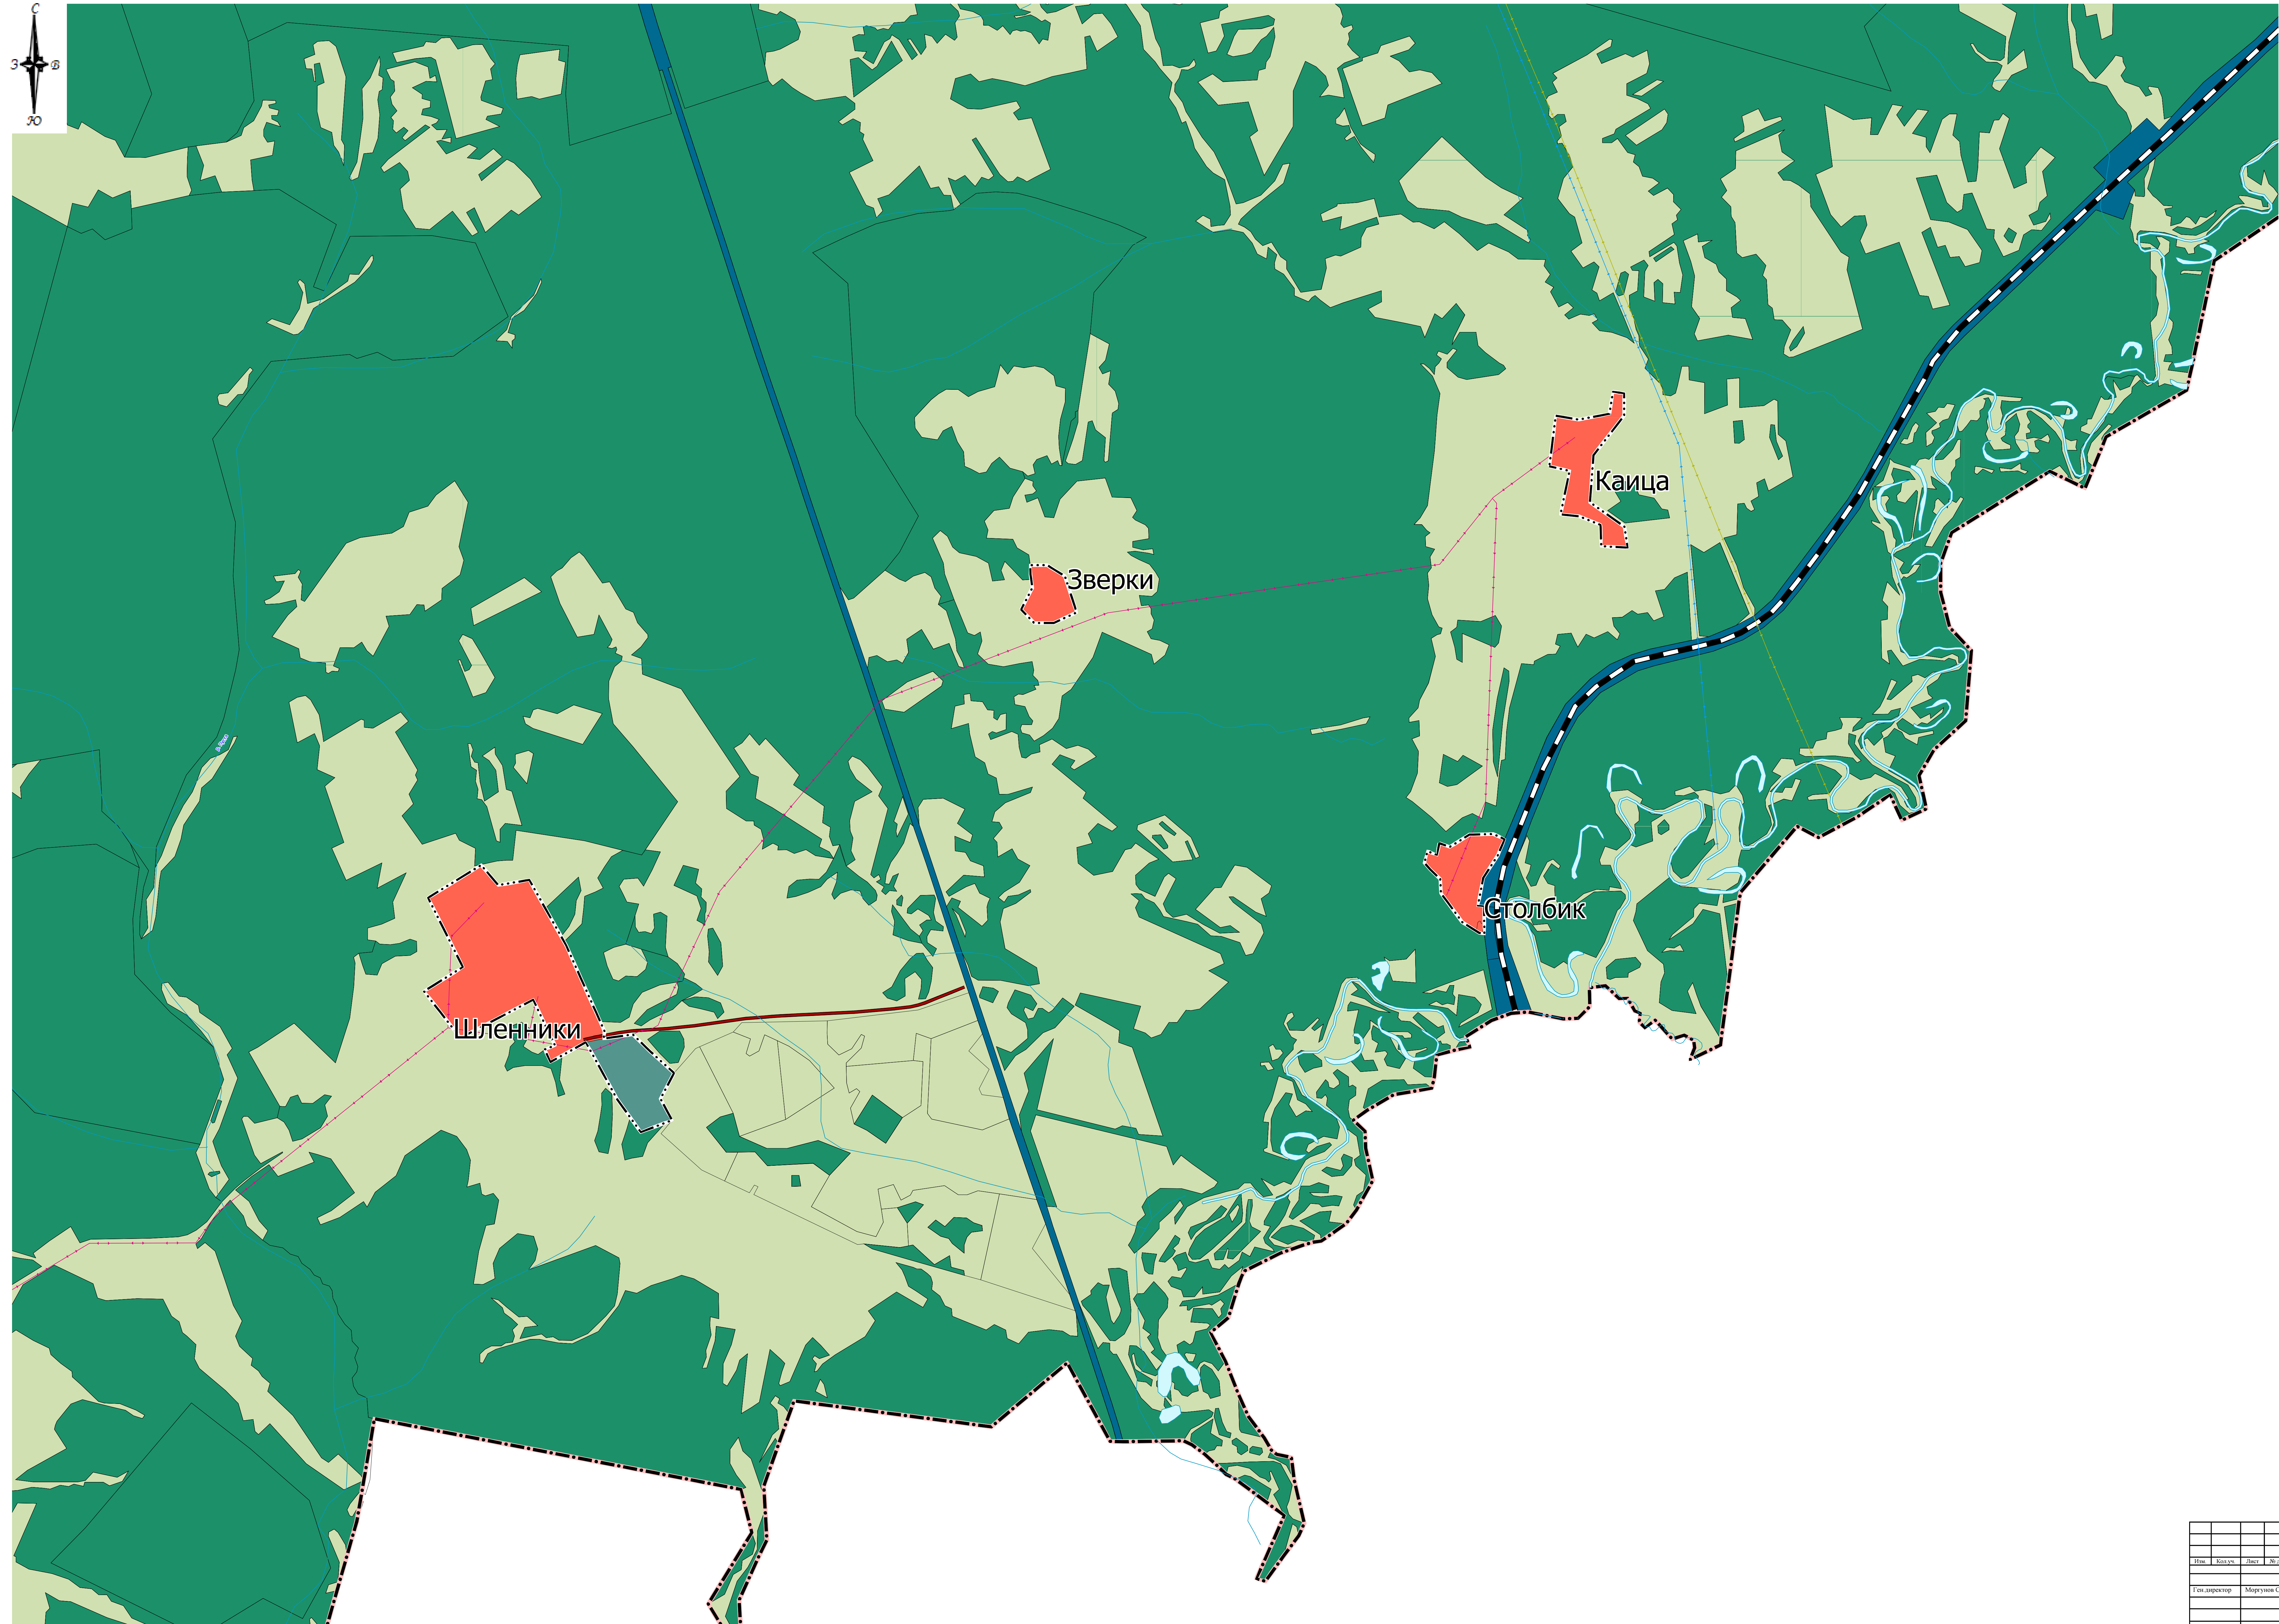 С
З В
Ю
Каица
Зверки
Столбик
Шленники
Изм. Кол.уч. Лист
Ген.директор Моргунов